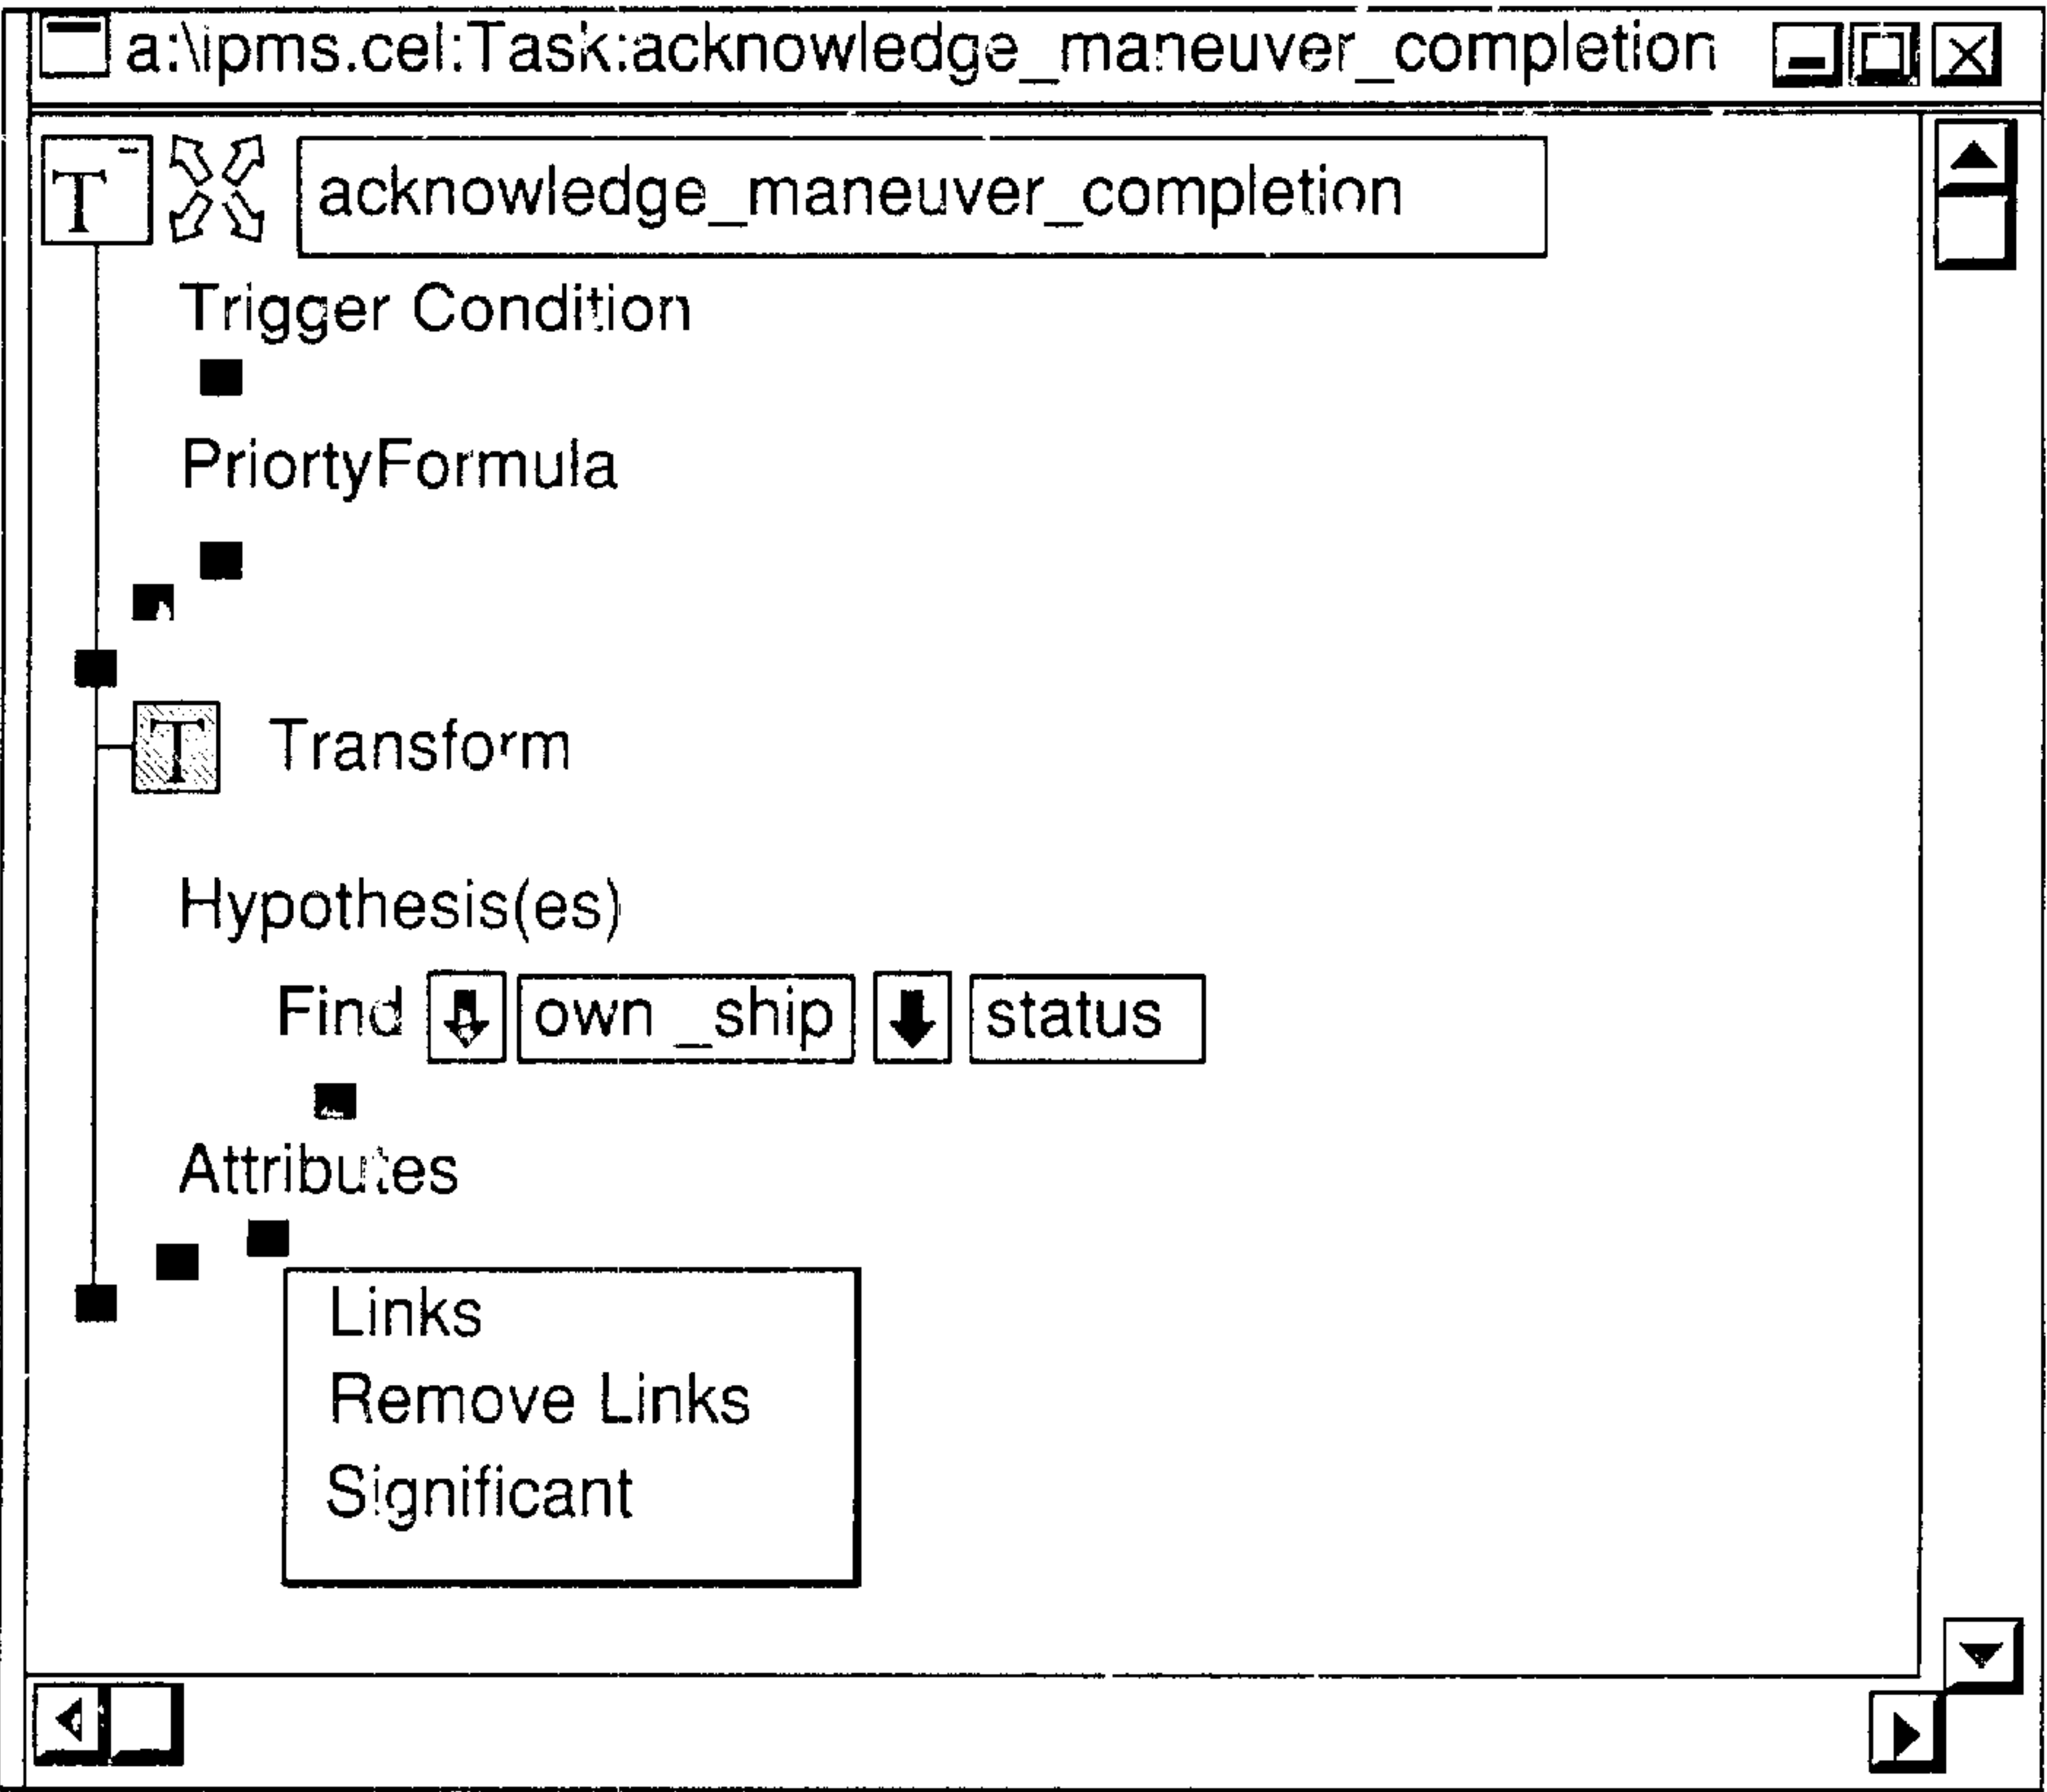 a:\ipms.cel:Task:acknowledge_maneuver_completion
T acknowledge_maneuver_completion
Trigger Condition
PriortyFormula
T Transform
Hypothesis(es)
Find own _ship status
Attributes
Links
Remove Links
Significant